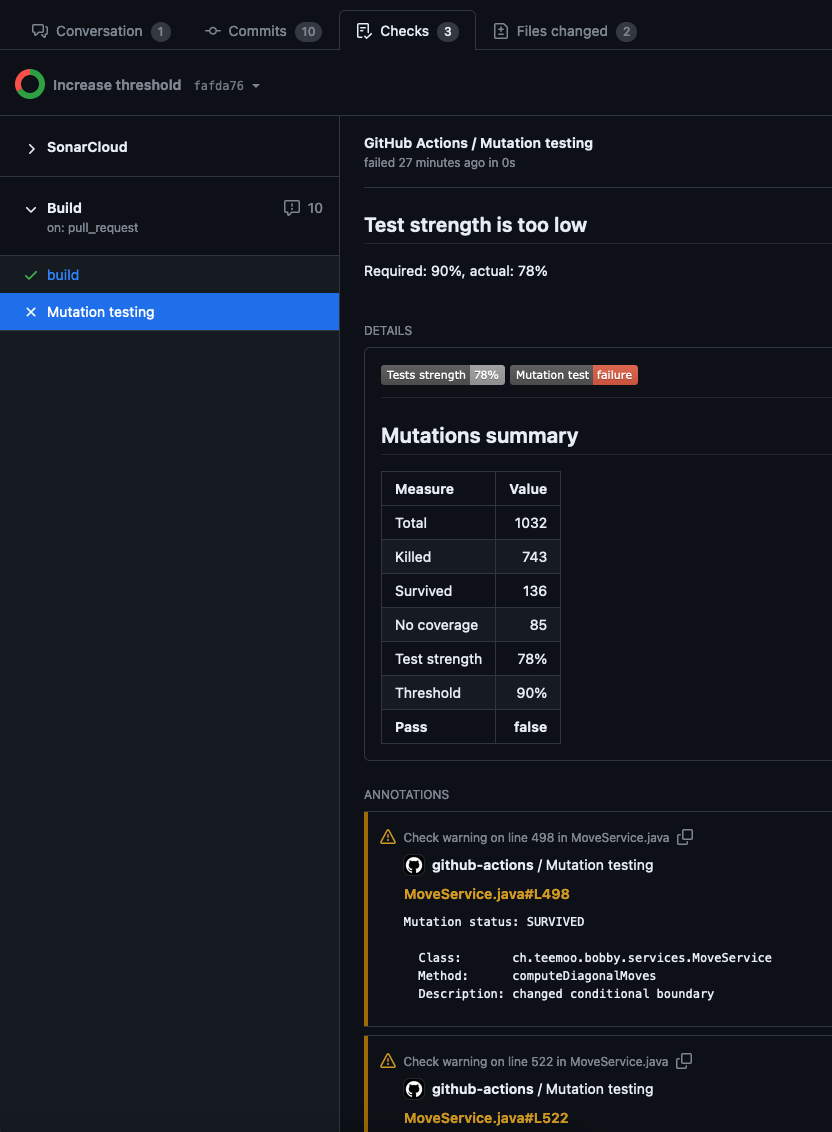 Conversation 1 Commits 10 Checks 3 Files changed 2
Increase threshold fafda76
SonarCloud
Build 10
on: pull_request
build
Mutation testing
GitHub Actions / Mutation testing
failed 27 minutes ago in 0s
Test strength is too low
Required: 90%, actual: 78%
DETAILS
Tests strength 78% Mutation test failure
Mutations summary
Measure Value
Total 1032
Killed 743
Survived 136
No coverage 85
Test strength 78%
Threshold 90%
Pass false
ANNOTATIONS
Check warning on line 498 in MoveService.java
github-actions / Mutation testing
MoveService.java#L498
Mutation status: SURVIVED
Class: ch.teemoo.bobby.services.MoveService
Method: computeDiagonalMoves
Description: changed conditional boundary
Check warning on line 522 in MoveService.java
github-actions / Mutation testing
MoveService.java#L522